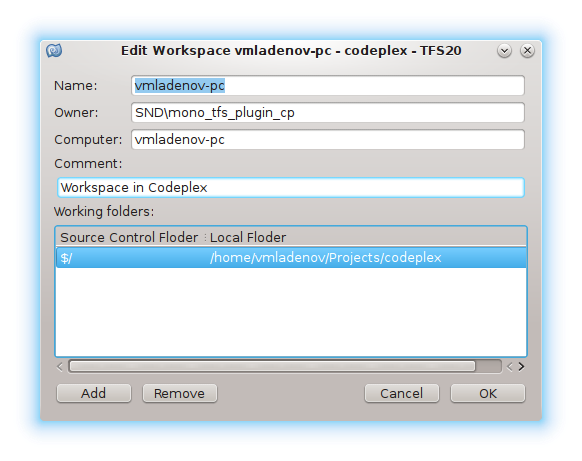 Edit Workspace vmladenov-pc - codeplex - TFS20
Name: vmladenov-pc
Owner: SND\mono_tfs_plugin_cp
Computer: vmladenov-pc
Comment:
Workspace in Codeplex
Working folders:
Source Control Floder Local Floder
$/ /home/vmladenov/Projects/codeplex
Add Remove Cancel OK